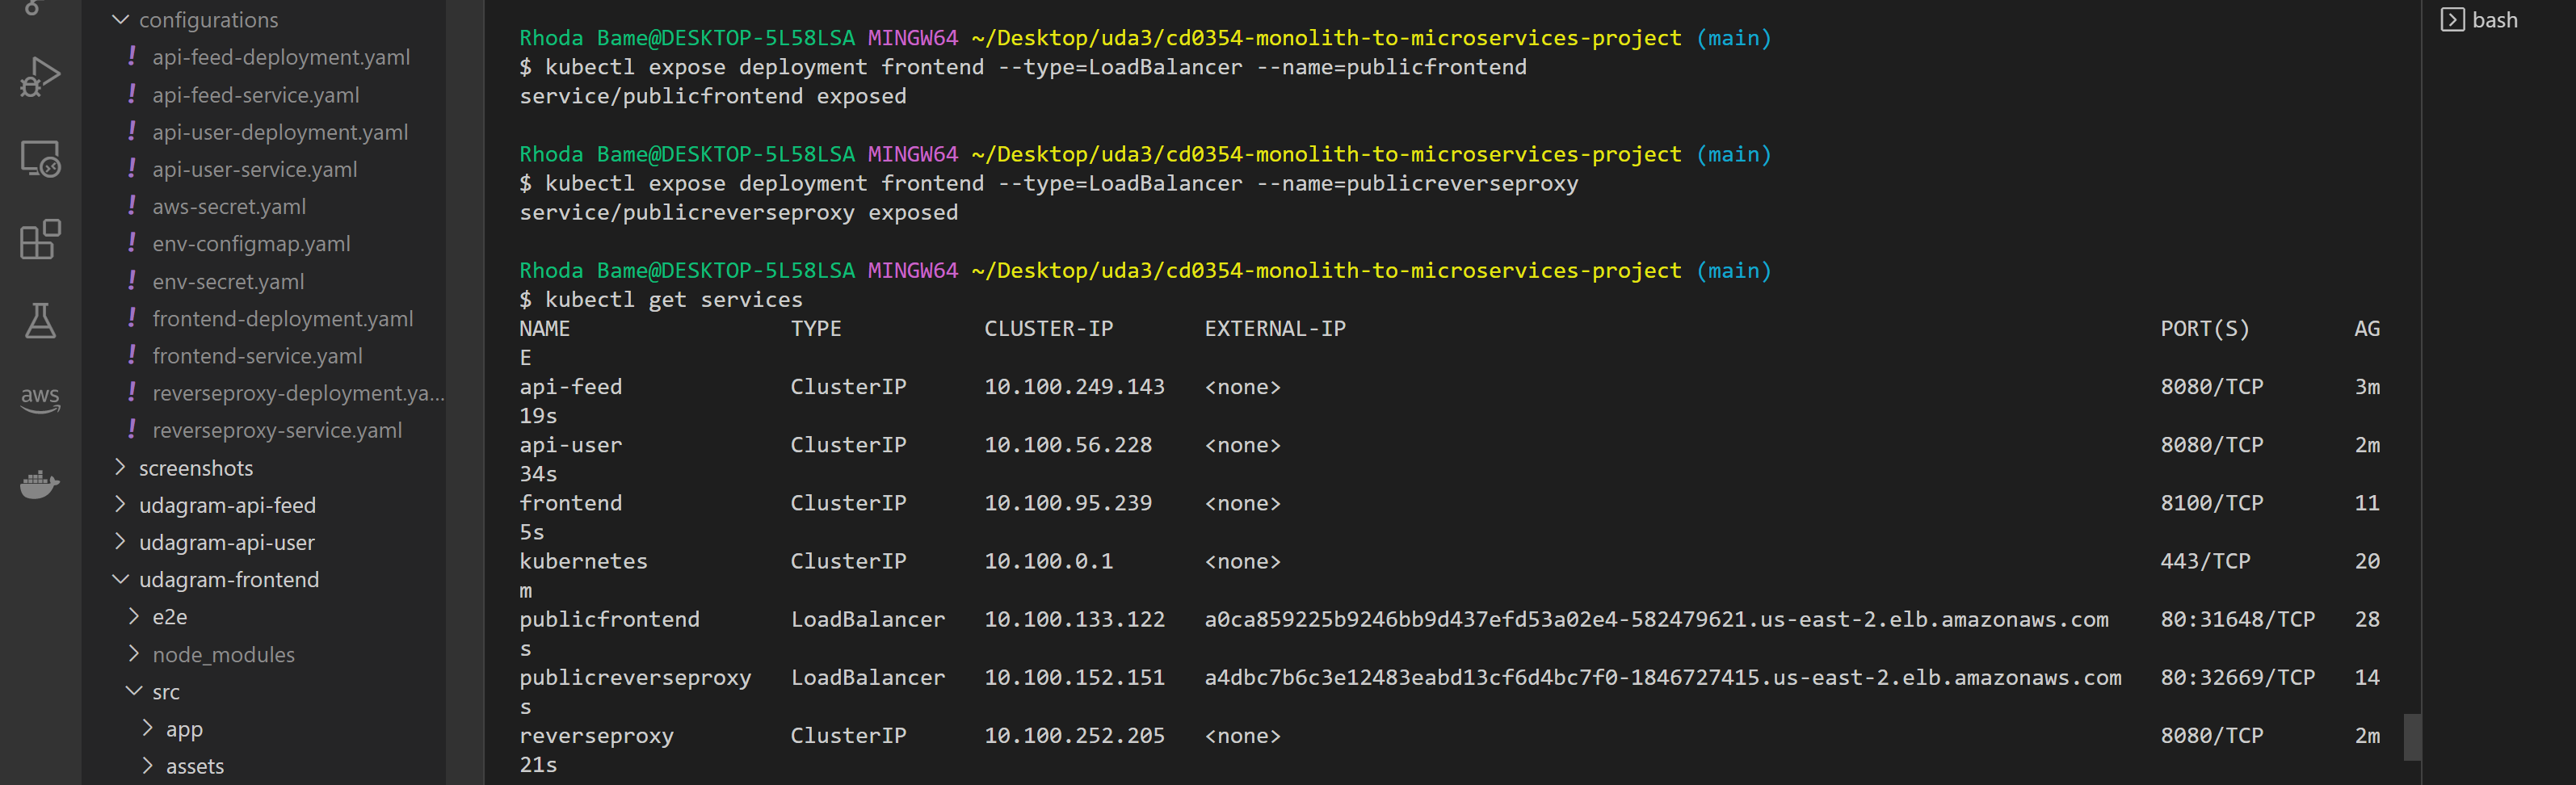 configurations
! api-feed-deployment.yaml
! api-feed-service.yaml
! api-user-deployment.yaml
! api-user-service.yaml
! aws-secret.yaml
! env-configmap.yaml
! env-secret.yaml
! frontend-deployment.yaml
! frontend-service.yaml
! reverseproxy-deployment.ya...
! reverseproxy-service.yaml
screenshots
udagram-api-feed
udagram-api-user
udagram-frontend
e2e
node_modules
src
app
assets
aws
Rhoda Bame@DESKTOP-5L58LSA MINGW64 ~/Desktop/uda3/cd0354-monolith-to-microservices-project (main)
$ kubectl expose deployment frontend --type=LoadBalancer --name=publicfrontend
service/publicfrontend exposed
Rhoda Bame@DESKTOP-5L58LSA MINGW64 ~/Desktop/uda3/cd0354-monolith-to-microservices-project (main)
$ kubectl expose deployment frontend --type=LoadBalancer --name=publicreverseproxy
service/publicreverseproxy exposed
Rhoda Bame@DESKTOP-5L58LSA MINGW64 ~/Desktop/uda3/cd0354-monolith-to-microservices-project (main)
$ kubectl get services
NAME TYPE CLUSTER-IP EXTERNAL-IP PORT(S) AG
E
api-feed ClusterIP 10.100.249.143 <none> 8080/TCP 3m
19s
api-user ClusterIP 10.100.56.228 <none> 8080/TCP 2m
34s
frontend ClusterIP 10.100.95.239 <none> 8100/TCP 11
5s
kubernetes ClusterIP 10.100.0.1 <none> 443/TCP 20
m
publicfrontend LoadBalancer 10.100.133.122 a0ca859225b9246bb9d437efd53a02e4-582479621.us-east-2.elb.amazonaws.com 80:31648/TCP 28
s
publicreverseproxy LoadBalancer 10.100.152.151 a4dbc7b6c3e12483eabd13cf6d4bc7f0-1846727415.us-east-2.elb.amazonaws.com 80:32669/TCP 14
s
reverseproxy ClusterIP 10.100.252.205 <none> 8080/TCP 2m
21s
bash